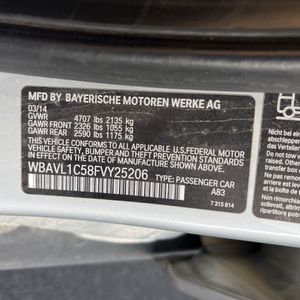 MFD BY BAYERISCHE MOTOREN WERKE AG
03/14
GVWR 4707 lbs 2135 kg
GAWR FRONT 2326 lbs 1055 kg
GAWR REAR 2590 lbs 1175 kg
THIS VEHICLE CONFORMS TO ALL
APPLICABLE U.S.FEDERAL MOTOR
VEHICLE SAFETY, BUMPER, AND
THEFT PREVENTION STANDARDS IN
EFFECT ON THE DATE OF
MANUFACTURE SHOWN ABOVE.
WBAVL1C58FVY25206 TYPE: PASSENGER CAR
A83
7 315 814